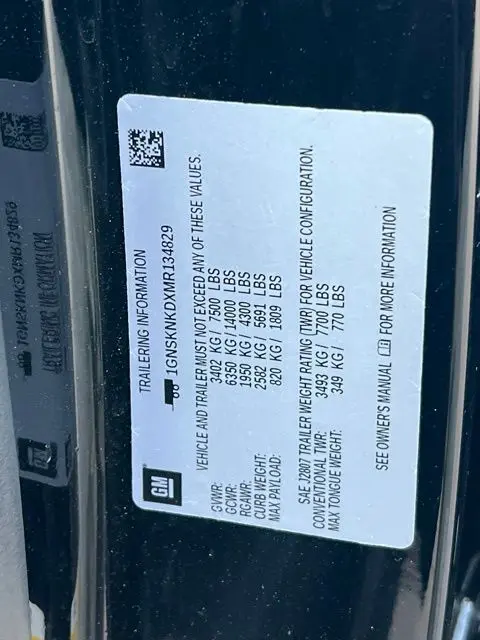 GM
TRAILERING INFORMATION
1GNSKNKDXMR134829
VEHICLE AND TRAILER MUST NOT EXCEED ANY OF THESE VALUES.
GVWR: 3402 KG/ 7500 LBS
GCWR: 6350 KG/14000 LBS
RGAWR: 1950 KG/ 4300 LBS
CURB WEIGHT: 2582 KG/ 5691 LBS
MAX PAYLOAD: 820 KG/ 1809 LBS
SAE J2807 TRAILER WEIGHT RATING (TWR) FOR VEHICLE CONFIGURATION.
CONVENTIONAL TWR: 3493 KG/ 7700 LBS
MAX TONGUE WEIGHT: 349 KG/ 770 LBS
SEE OWNER'S MANUAL FOR MORE INFORMATION